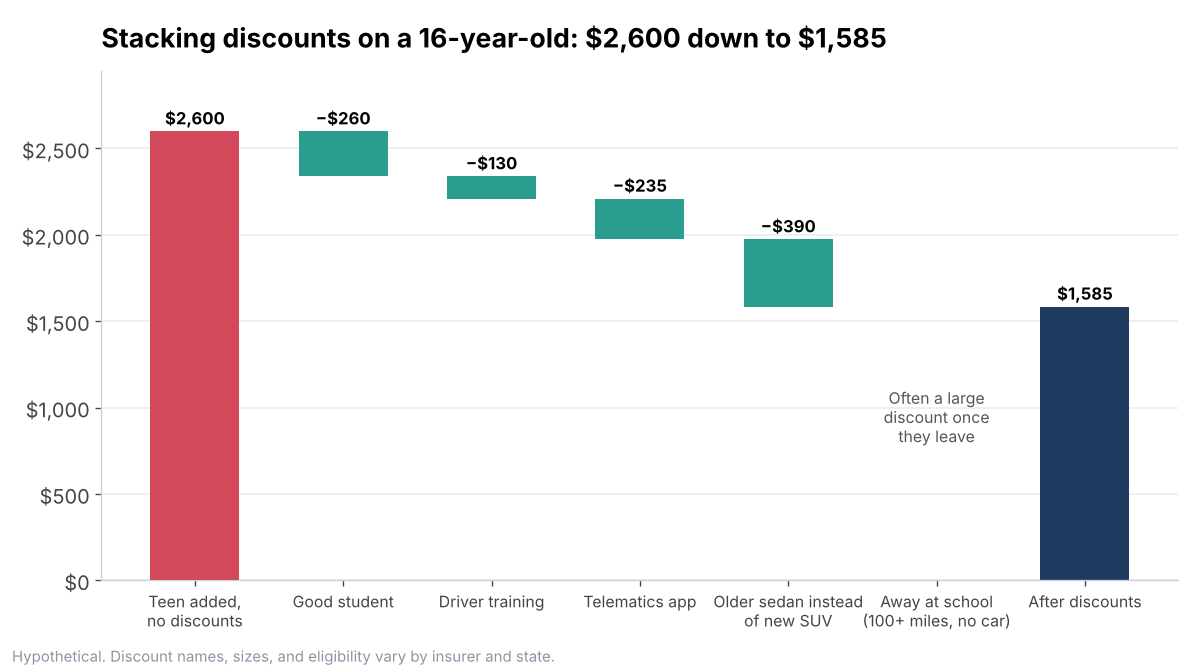 Stacking discounts on a 16-year-old: $2,600 down to $1,585
$2,600
−$260
−$130
−$235
−$390
$1,585
$2,500
$2,000
$1,500
$1,000
$500
$0
Often a large
discount once
they leave
Teen added,
no discounts
Good student
Driver training
Telematics app
Older sedan instead
of new SUV
Away at school
(100+ miles, no car)
After discounts
Hypothetical. Discount names, sizes, and eligibility vary by insurer and state.